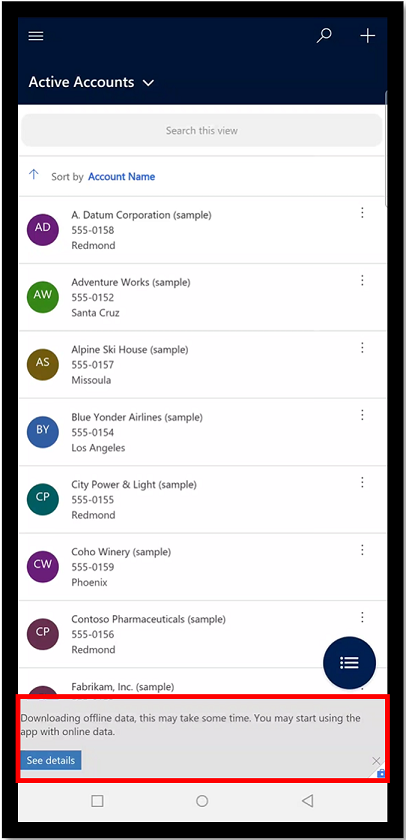 Active Accounts
Search this view
Sort by Account Name
AD
A. Datum Corporation (sample)
555-0158
Redmond
AW
Adventure Works (sample)
555-0152
Santa Cruz
AS
Alpine Ski House (sample)
555-0157
Missoula
BY
Blue Yonder Airlines (sample)
555-0154
Los Angeles
CP
City Power & Light (sample)
555-0155
Redmond
CW
Coho Winery (sample)
555-0159
Phoenix
CP
Contoso Pharmaceuticals (sample)
555-0156
Redmond
Fabrikam, Inc. (sample)
Downloading offline data, this may take some time. You may start using the
app with online data.
See details